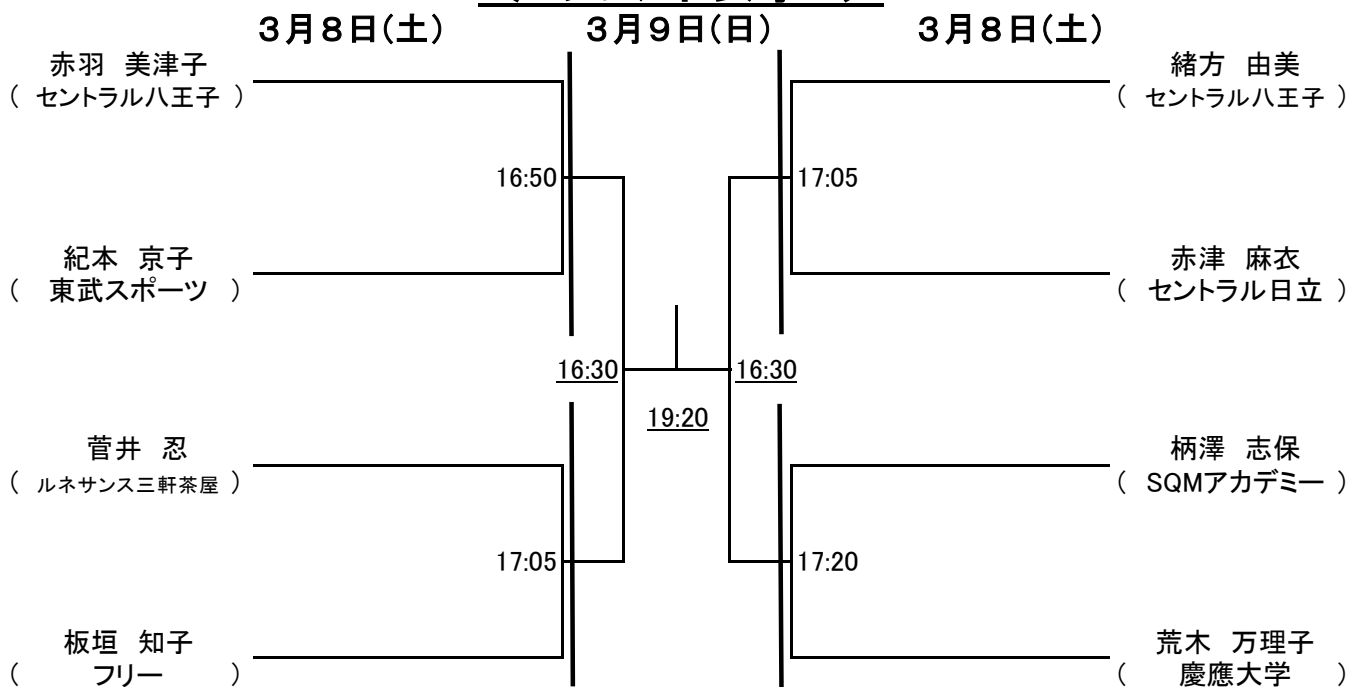 ３月８日(土)　３月９日(日)　３月８日(土)
赤羽　美津子
（ セントラル八王子 ）
16:50
紀本　京子
（ 東武スポーツ ）
16:30
菅井　忍
（ ルネサンス三軒茶屋 ）
17:05
板垣　知子
（ フリー ）
19:20
緒方　由美
（ セントラル八王子 ）
17:05
赤津　麻衣
（ セントラル日立 ）
16:30
柄澤　志保
（ SQMアカデミー ）
17:20
荒木　万理子
（ 慶應大学 ）